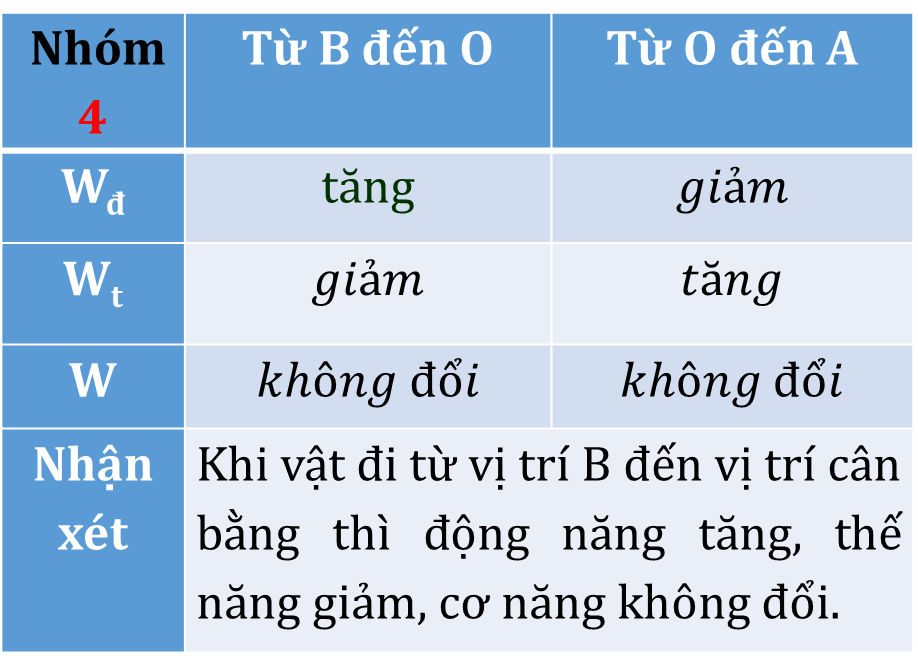 Nhóm 4 Từ B đến O Từ O đến A
Wđ tăng giảm
Wt giảm tăng
W không đổi không đổi
Nhận xét
Khi vật đi từ vị trí B đến vị trí cân
bằng thì động năng tăng, thế
năng giảm, cơ năng không đổi.